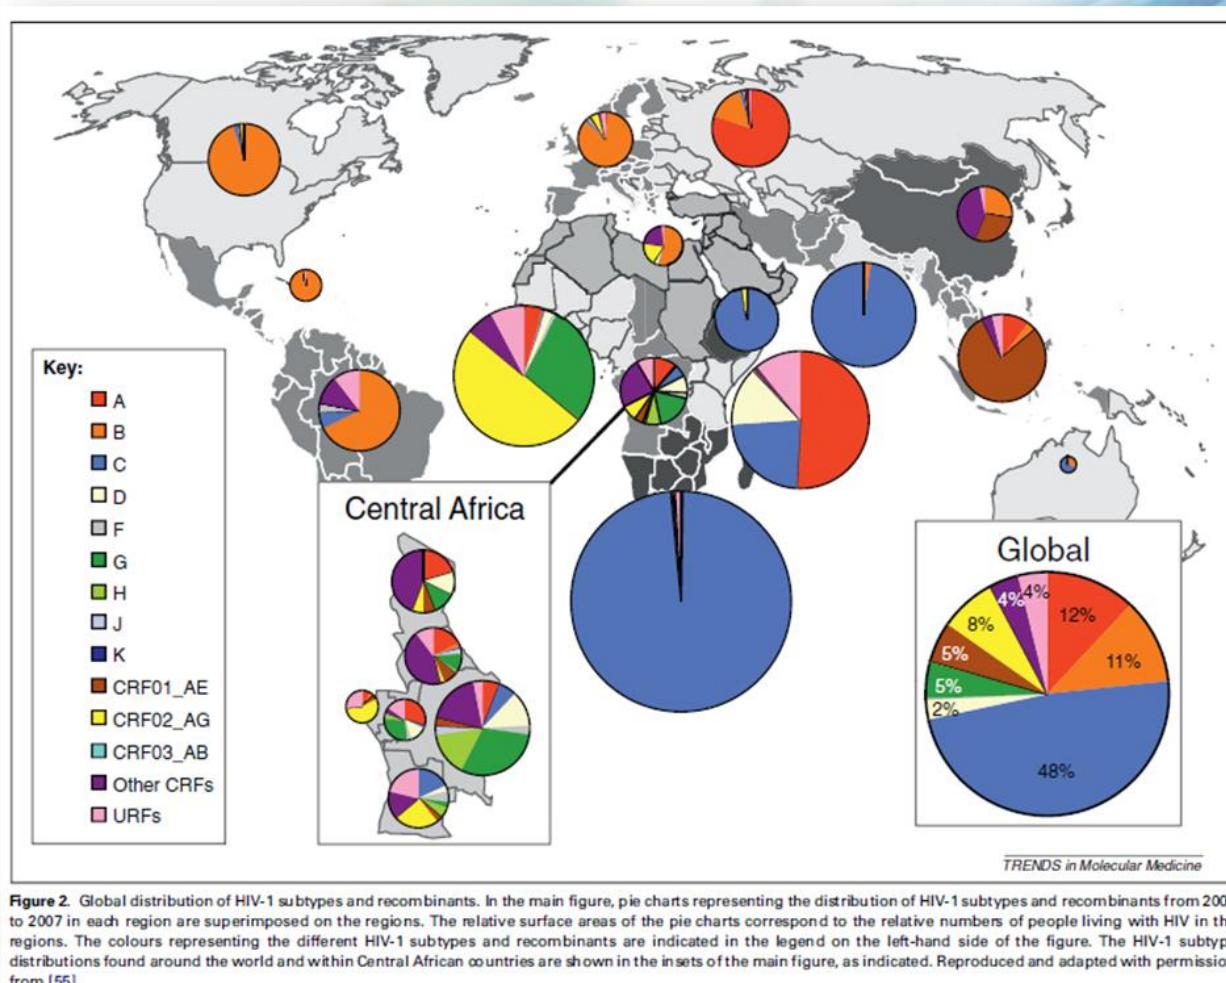 Key:
A
B
C
D
F
G
H
J
K
CRF01_AE
CRF02_AG
CRF03_AB
Other CRFs
URFs
Central Africa
Global
4%
4%
12%
8%
11%
5%
5%
2%
48%
TRENDS in Molecular Medicine
Figure 2. Global distribution of HIV-1 subtypes and recombinants. In the main figure, pie charts representing the distribution of HIV-1 subtypes and recombinants from 200
to 2007 in each region are superimposed on the regions. The relative surface areas of the pie charts correspond to the relative numbers of people living with HIV in th
regions. The colours representing the different HIV-1 subtypes and recombinants are indicated in the legend on the left-hand side of the figure. The HIV-1 subtyp
distributions found around the world and within Central African countries are shown in the insets of the main figure, as indicated. Reproduced and adapted with permissio
from [55].